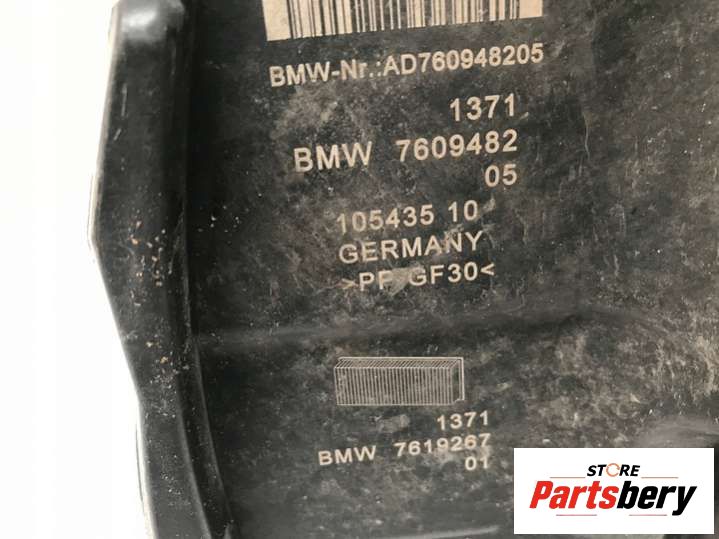 BMW-Nr.:AD760948205
1371
BMW 7609482
05
105435 10
GERMANY
>PP GF30<
1371
BMW 7619267
01
STORE
Partsbery